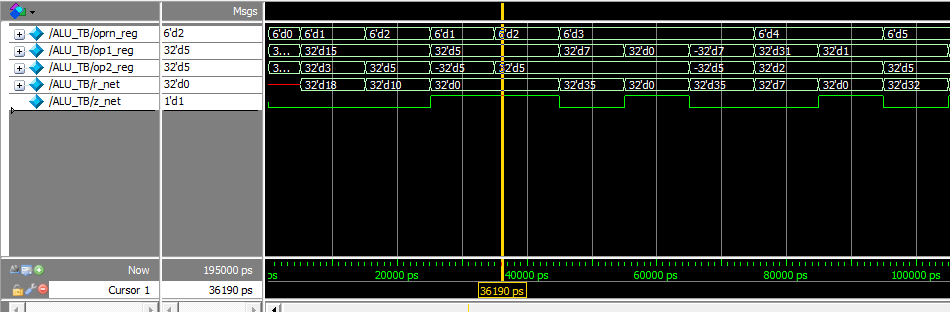 Msgs
/ALU_TB/oprn_reg 6'd2 6'd0 6'd1 6'd2 6'd1 6'd2 6'd3 6'd4 6'd5
/ALU_TB/op1_reg 32'd5 3... 32'd15 32'd5 32'd7 32'd0 -32'd7 32'd31 32'd1
/ALU_TB/op2_reg 32'd5 3... 32'd3 32'd5 -32'd5 32'd5 -32'd5 32'd2 32'd5
/ALU_TB/r_net 32'd0 32'd18 32'd10 32'd0 32'd35 32'd0 32'd35 32'd7 32'd0 32'd32
/ALU_TB/z_net 1'd1
Now 195000 ps ps 20000 ps 40000 ps 60000 ps 80000 ps 100000 ps
Cursor 1 36190 ps 36190 ps